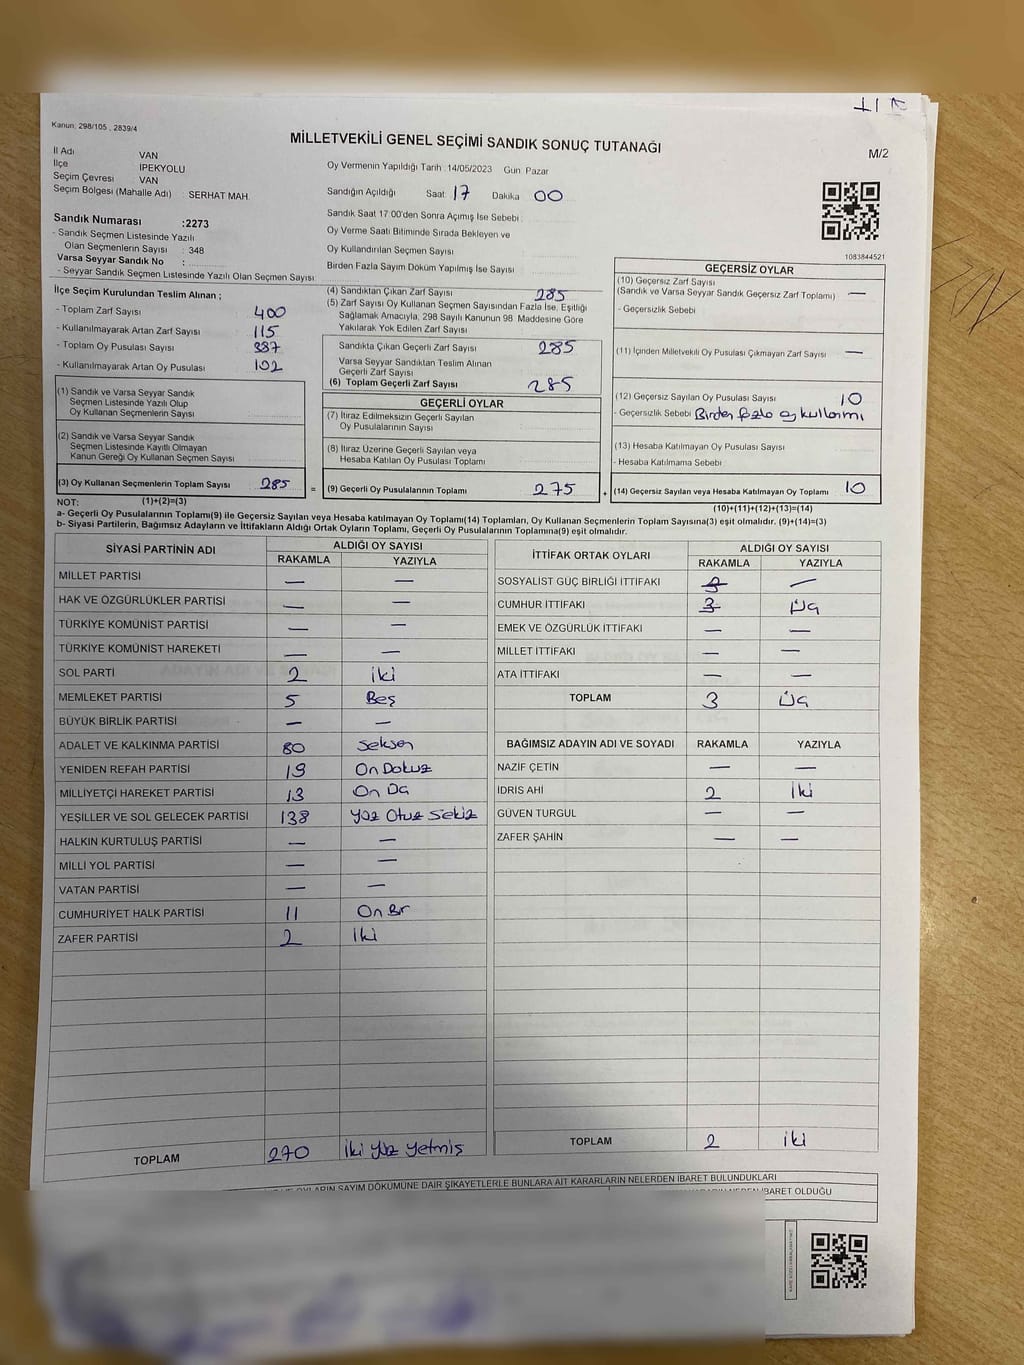 Kanun: 298/105 , 2839/4
MİLLETVEKİLİ GENEL SEÇİMİ SANDIK SONUÇ TUTANAĞI
M/2
İl Adı VAN
İlçe İPEKYOLU
Seçim Çevresi VAN
Seçim Bölgesi (Mahalle Adı) : SERHAT MAH.
Sandık Numarası :2273
- Sandık Seçmen Listesinde Yazılı
Olan Seçmenlerin Sayısı : 348
Varsa Seyyar Sandık No :
- Seyyar Sandık Seçmen Listesinde Yazılı Olan Seçmen Sayısı
Oy Vermenin Yapıldığı Tarih :14/05/2023 Gün: Pazar
Sandığın Açıldığı Saat: 17 Dakika 00
Sandık Saat 17:00'den Sonra Açılmış İse Sebebi :
Oy Verme Saati Bitiminde Sırada Bekleyen ve
Oy Kullandırılan Seçmen Sayısı
Birden Fazla Sayım Döküm Yapılmış İse Sayısı
1083844521
İlçe Seçim Kurulundan Teslim Alınan ;
- Toplam Zarf Sayısı : 400
- Kullanılmayarak Artan Zarf Sayısı : 115
- Toplam Oy Pusulası Sayısı : 387
- Kullanılmayarak Artan Oy Pusulası : 102
(1) Sandık ve Varsa Seyyar Sandık
Seçmen Listesinde Yazılı Olup
Oy Kullanan Seçmenlerin Sayısı
(2) Sandık ve Varsa Seyyar Sandık
Seçmen Listesinde Kayıtlı Olmayan
Kanun Gereği Oy Kullanan Seçmen Sayısı
(3) Oy Kullanan Seçmenlerin Toplam Sayısı 285
(1)+(2)=(3)
(4) Sandıktan Çıkan Zarf Sayısı 285
(5) Zarf Sayısı Oy Kullanan Seçmen Sayısından Fazla İse, Eşitliği
Sağlamak Amacıyla, 298 Sayılı Kanunun 98. Maddesine Göre
Yakılarak Yok Edilen Zarf Sayısı
Sandıkta Çıkan Geçerli Zarf Sayısı 285
Varsa Seyyar Sandıktan Teslim Alınan
Geçerli Zarf Sayısı
(6) Toplam Geçerli Zarf Sayısı 285
GEÇERLİ OYLAR
(7) İtiraz Edilmeksizin Geçerli Sayılan
Oy Pusulalarının Sayısı
(8) İtiraz Üzerine Geçerli Sayılan veya
Hesaba Katılan Oy Pusulası Toplamı
= (9) Geçerli Oy Pusulalarının Toplamı 275 +
GEÇERSİZ OYLAR
(10) Geçersiz Zarf Sayısı
(Sandık ve Varsa Seyyar Sandık Geçersiz Zarf Toplamı) —
- Geçersizlik Sebebi
(11) İçinden Milletvekili Oy Pusulası Çıkmayan Zarf Sayısı —
(12) Geçersiz Sayılan Oy Pusulası Sayısı 10
- Geçersizlik Sebebi Birden fazla oy kullanımı
(13) Hesaba Katılmayan Oy Pusulası Sayısı
- Hesaba Katılmama Sebebi
(14) Geçersiz Sayılan veya Hesaba Katılmayan Oy Toplamı 10
(10)+(11)+(12)+(13)=(14)
NOT:
a- Geçerli Oy Pusulalarının Toplamı(9) ile Geçersiz Sayılan veya Hesaba katılmayan Oy Toplamı(14) Toplamları, Oy Kullanan Seçmenlerin Toplam Sayısına(3) eşit olmalıdır. (9)+(14)=(3)
b- Siyasi Partilerin, Bağımsız Adayların ve İttifakların Aldığı Ortak Oyların Toplamı, Geçerli Oy Pusulalarının Toplamına(9) eşit olmalıdır.
SİYASİ PARTİNİN ADI ALDIĞI OY SAYISI
RAKAMLA YAZIYLA
MİLLET PARTİSİ — —
HAK VE ÖZGÜRLÜKLER PARTİSİ — —
TÜRKİYE KOMÜNİST PARTİSİ — —
TÜRKİYE KOMÜNİST HAREKETİ — —
SOL PARTİ 2 iki
MEMLEKET PARTİSİ 5 Beş
BÜYÜK BİRLİK PARTİSİ — —
ADALET VE KALKINMA PARTİSİ 80 seksen
YENİDEN REFAH PARTİSİ 19 On Dokuz
MİLLİYETÇİ HAREKET PARTİSİ 13 On Üç
YEŞİLLER VE SOL GELECEK PARTİSİ 138 yüz Otuz sekiz
HALKIN KURTULUŞ PARTİSİ — —
MİLLİ YOL PARTİSİ — —
VATAN PARTİSİ — —
CUMHURİYET HALK PARTİSİ 11 On Bir
ZAFER PARTİSİ 2 iki
TOPLAM 270 iki yüz yetmiş
İTTİFAK ORTAK OYLARI ALDIĞI OY SAYISI
RAKAMLA YAZIYLA
SOSYALİST GÜÇ BİRLİĞİ İTTİFAKI —
CUMHUR İTTİFAKI 3 Üç
EMEK VE ÖZGÜRLÜK İTTİFAKI — —
MİLLET İTTİFAKI — —
ATA İTTİFAKI — —
TOPLAM 3 Üç
BAĞIMSIZ ADAYIN ADI VE SOYADI RAKAMLA YAZIYLA
NAZİF ÇETİN — —
İDRİS AHİ 2 iki
GÜVEN TURGUL — —
ZAFER ŞAHİN — —
TOPLAM 2 iki
OYLARIN SAYIM DÖKÜMÜNE DAİR ŞİKAYETLERLE BUNLARA AİT KARARLARIN NELERDEN İBARET BULUNDUKLARI
İBARET OLDUĞU